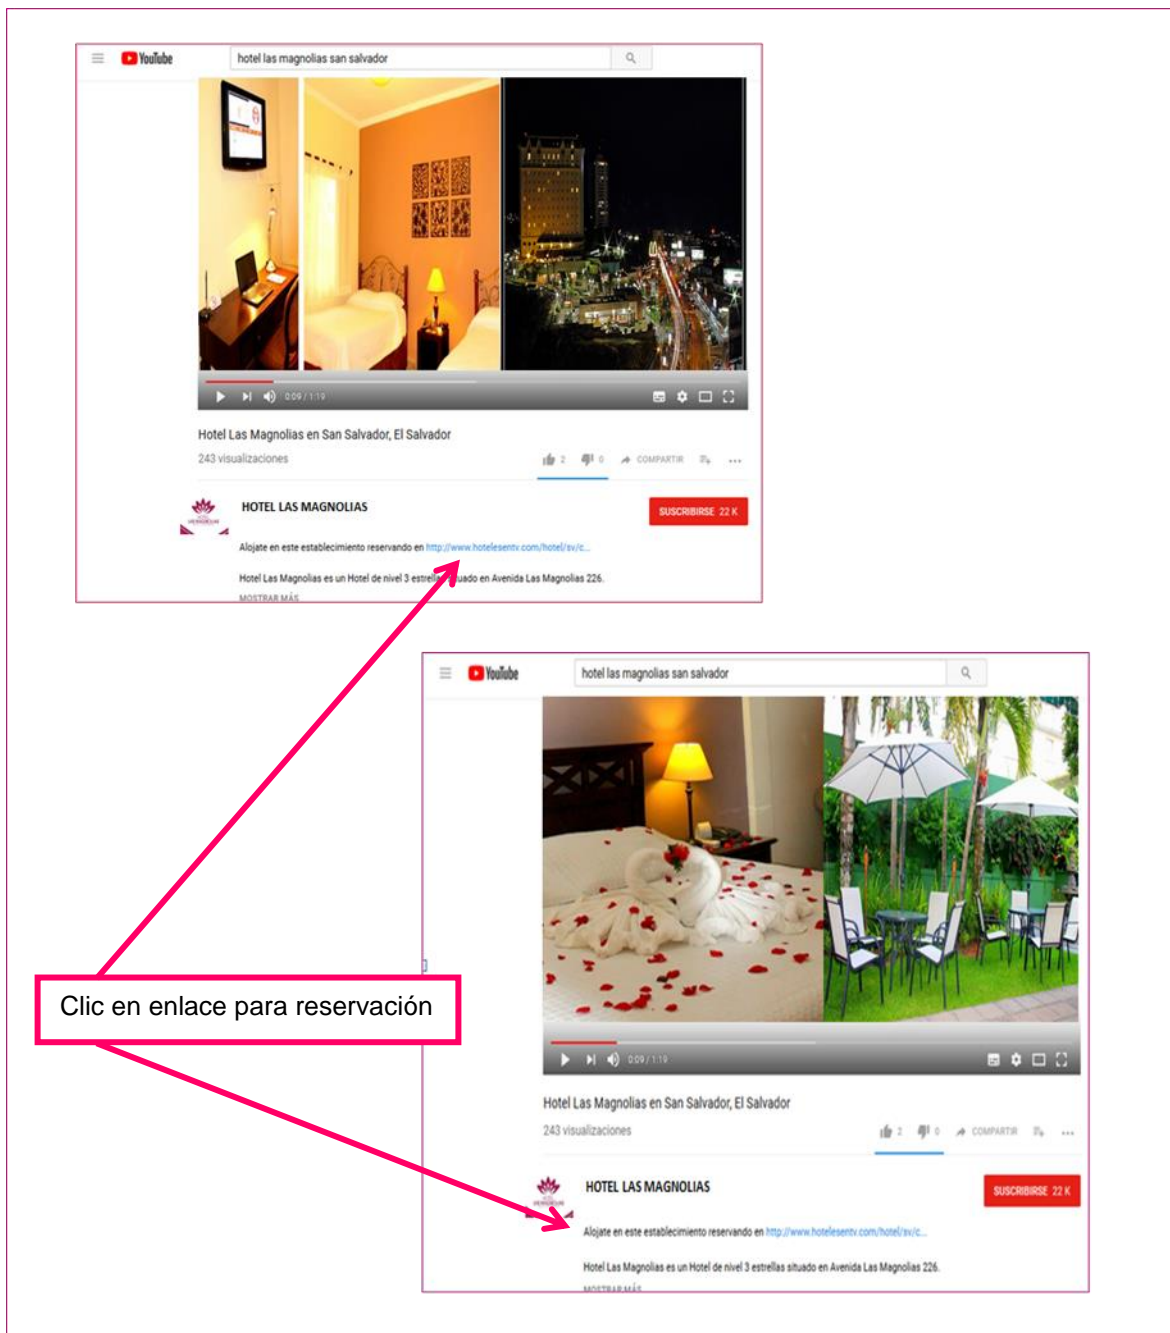 YouTube
hotel las magnolias san salvador
0:09 / 1:19
Hotel Las Magnolias en San Salvador, El Salvador
243 visualizaciones
2
0
COMPARTIR
HOTEL LAS MAGNOLIAS
SUSCRIBIRSE 22 K
Alojate en este establecimiento reservando en http://www.hotelesentv.com/hotel/sv/c...
Hotel Las Magnolias es un Hotel de nivel 3 estrellas situado en Avenida Las Magnolias 226.
MOSTRAR MÁS
YouTube
hotel las magnolias san salvador
0:09 / 1:19
Hotel Las Magnolias en San Salvador, El Salvador
243 visualizaciones
2
0
COMPARTIR
HOTEL LAS MAGNOLIAS
SUSCRIBIRSE 22 K
Alojate en este establecimiento reservando en http://www.hotelesentv.com/hotel/sv/c...
Hotel Las Magnolias es un Hotel de nivel 3 estrellas situado en Avenida Las Magnolias 226.
MOSTRAR MÁS
Clic en enlace para reservación